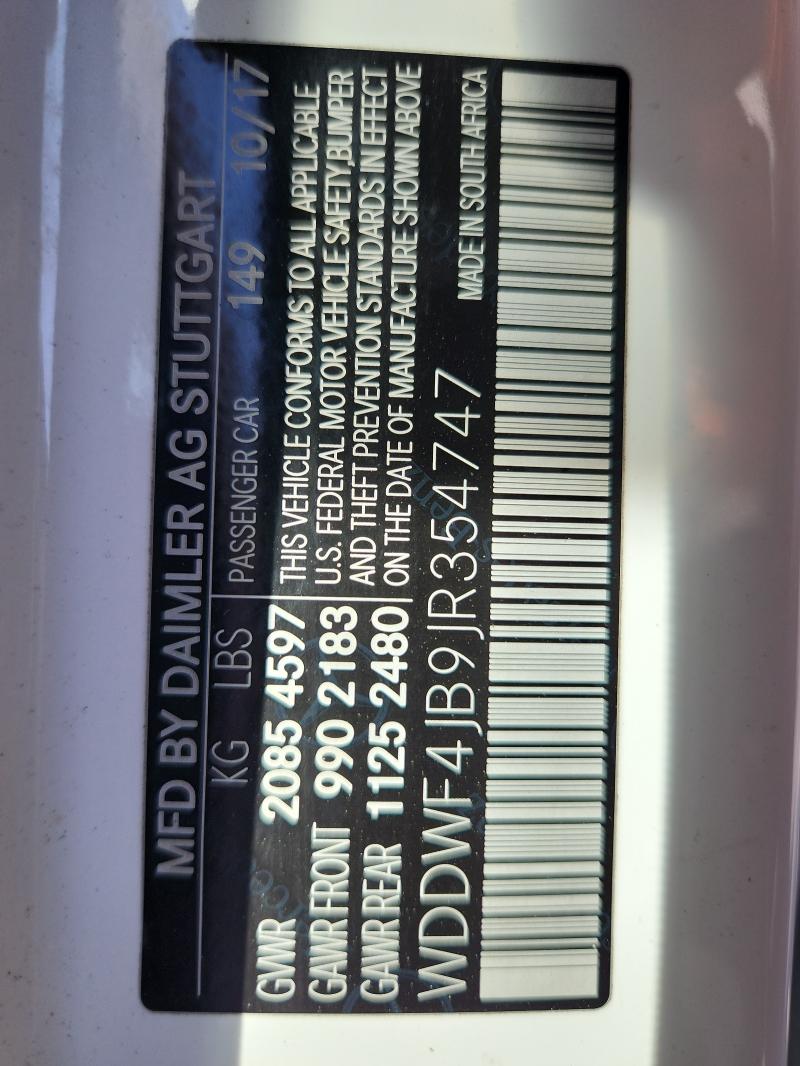 MFD BY DAIMLER AG STUTTGART
KG LBS PASSENGER CAR 149 10/17
GVWR 2085 4597
GAWR FRONT 990 2183
GAWR REAR 1125 2480
THIS VEHICLE CONFORMS TO ALL APPLICABLE
U.S. FEDERAL MOTOR VEHICLE SAFETY,BUMPER
AND THEFT PREVENTION STANDARDS IN EFFECT
ON THE DATE OF MANUFACTURE SHOWN ABOVE
WDDWF4JB9JR354747
MADE IN SOUTH AFRICA